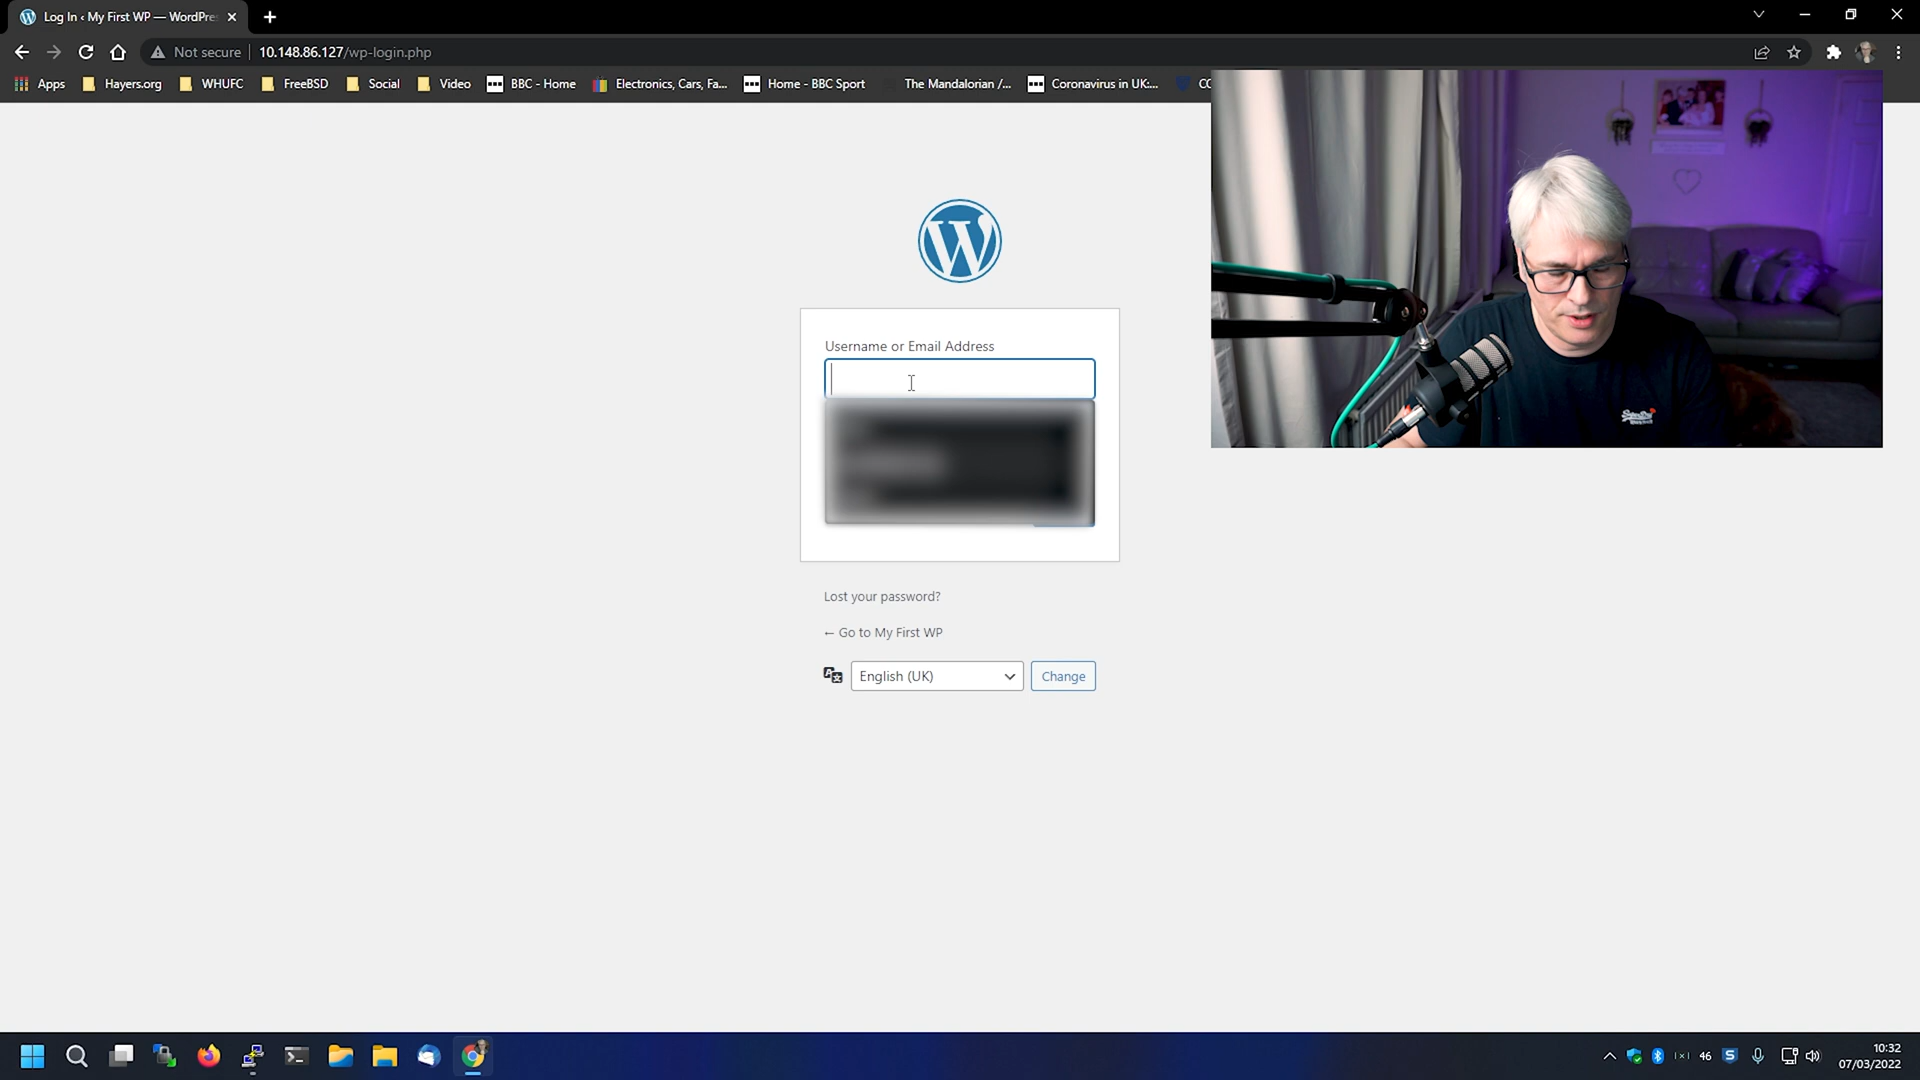 Log In ‹ My First WP — WordPre
Not secure
10.148.86.127/wp-login.php
Apps
Hayers.org
WHUFC
FreeBSD
Social
Video
BBC - Home
Electronics, Cars, Fa...
Home - BBC Sport
The Mandalorian /...
Coronavirus in UK:...
CC
Username or Email Address
Lost your password?
← Go to My First WP
English (UK)
Change
46
10:32
07/03/2022